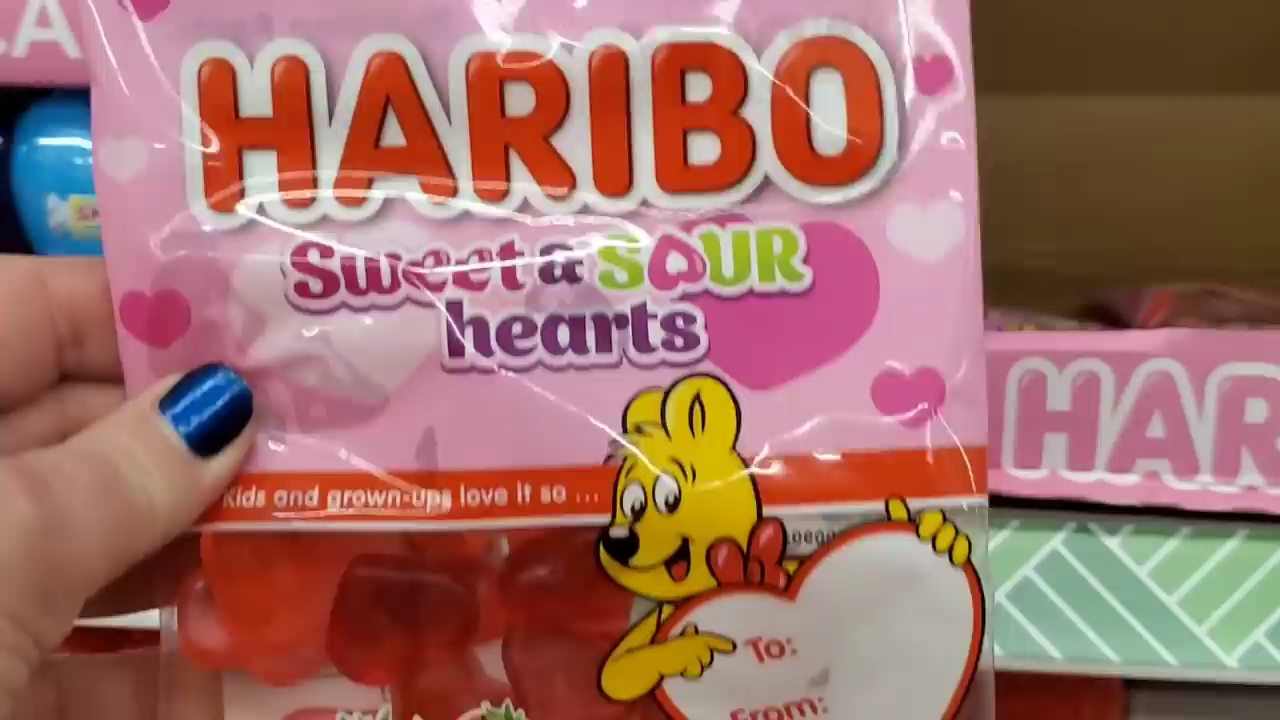 HARIBO
Sweet & SOUR
hearts
Kids and grown-ups love it so ...
To:
From:
HAR